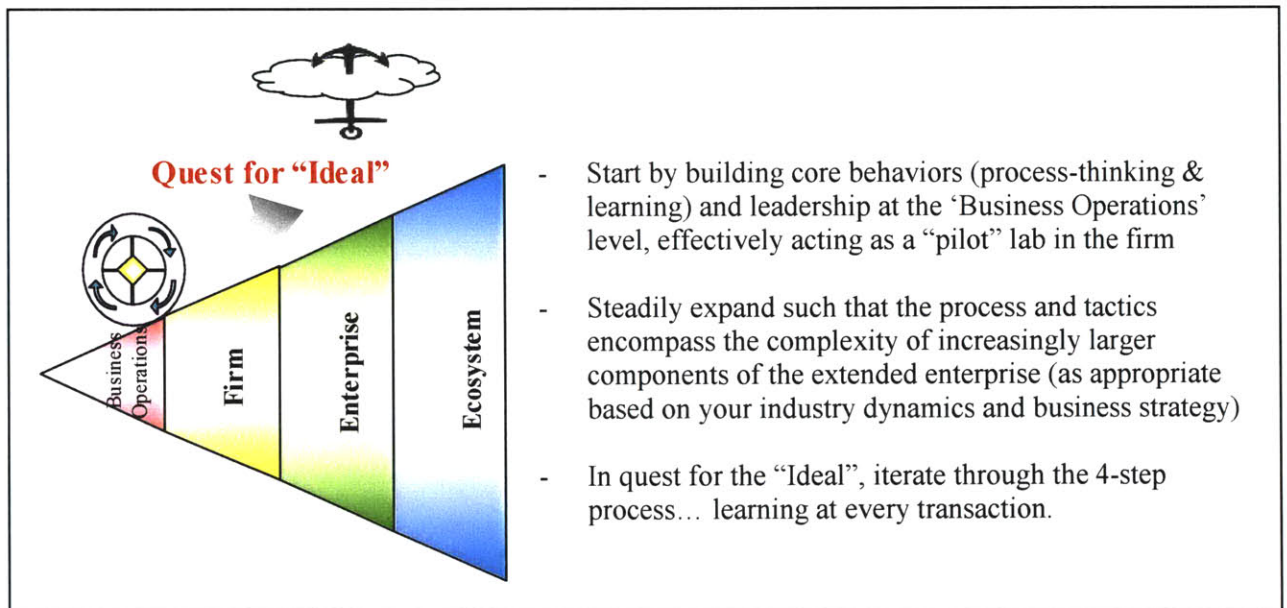 Quest for “Ideal”
Business
Operations
Firm
Enterprise
Ecosystem
- Start by building core behaviors (process-thinking &
learning) and leadership at the ‘Business Operations’
level, effectively acting as a “pilot” lab in the firm
- Steadily expand such that the process and tactics
encompass the complexity of increasingly larger
components of the extended enterprise (as appropriate
based on your industry dynamics and business strategy)
- In quest for the “Ideal”, iterate through the 4-step
process… learning at every transaction.